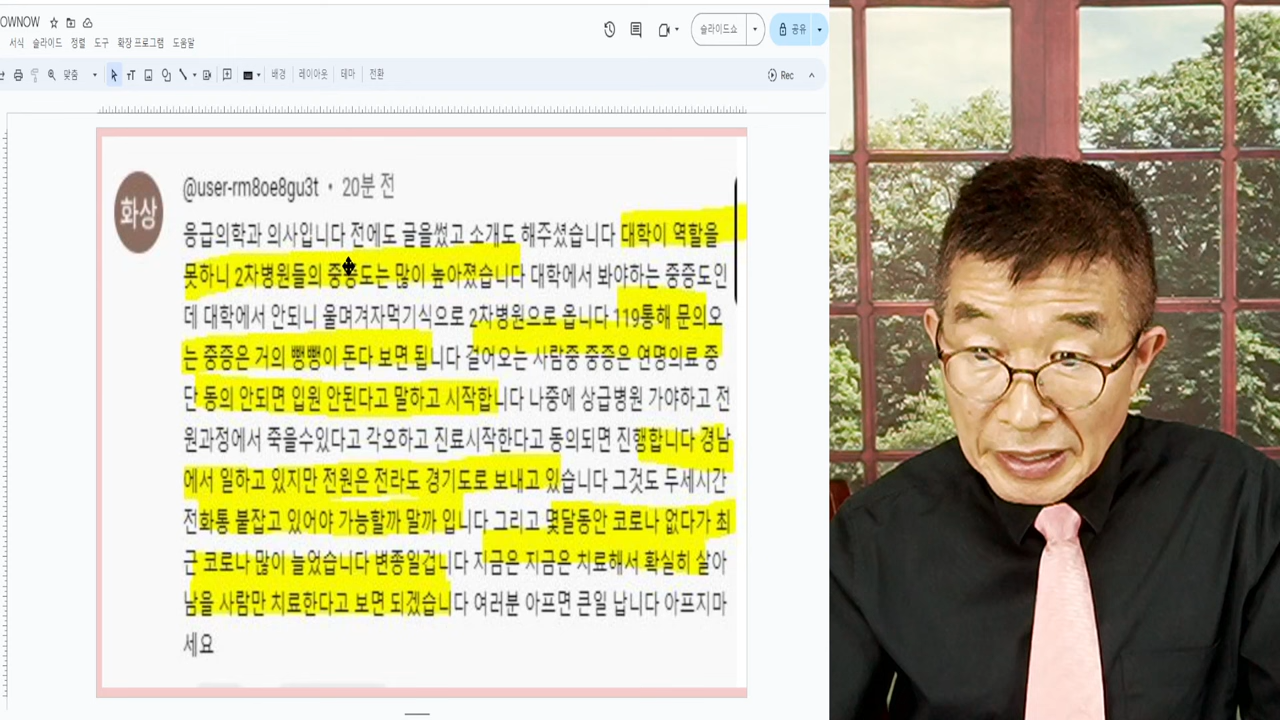 OWNOW
슬라이드쇼
공유
서식 슬라이드 정렬 도구 확장 프로그램 도움말
맞춤 배경 레이아웃 테마 전환 Rec
화상
@user-rm8oe8gu3t • 20분 전
응급의학과 의사입니다 전에도 글을썼고 소개도 해주셨습니다 대학이 역할을
못하니 2차병원들의 중증도는 많이 높아졌습니다 대학에서 봐야하는 중증도인
데 대학에서 안되니 울며겨자먹기식으로 2차병원으로 옵니다 119통해 문의오
는 중증은 거의 뺑뺑이 돈다 보면 됩니다 걸어오는 사람중 중증은 연명의료 중
단 동의 안되면 입원 안된다고 말하고 시작합니다 나중에 상급병원 가야하고 전
원과정에서 죽을수있다고 각오하고 진료시작한다고 동의되면 진행합니다 경남
에서 일하고 있지만 전원은 전라도 경기도로 보내고 있습니다 그것도 두세시간
전화통 붙잡고 있어야 가능할까 말까 입니다 그리고 몇달동안 코로나 없다가 최
근 코로나 많이 늘었습니다 변종일겁니다 지금은 지금은 치료해서 확실히 살아
남을 사람만 치료한다고 보면 되겠습니다 여러분 아프면 큰일 납니다 아프지마
세요